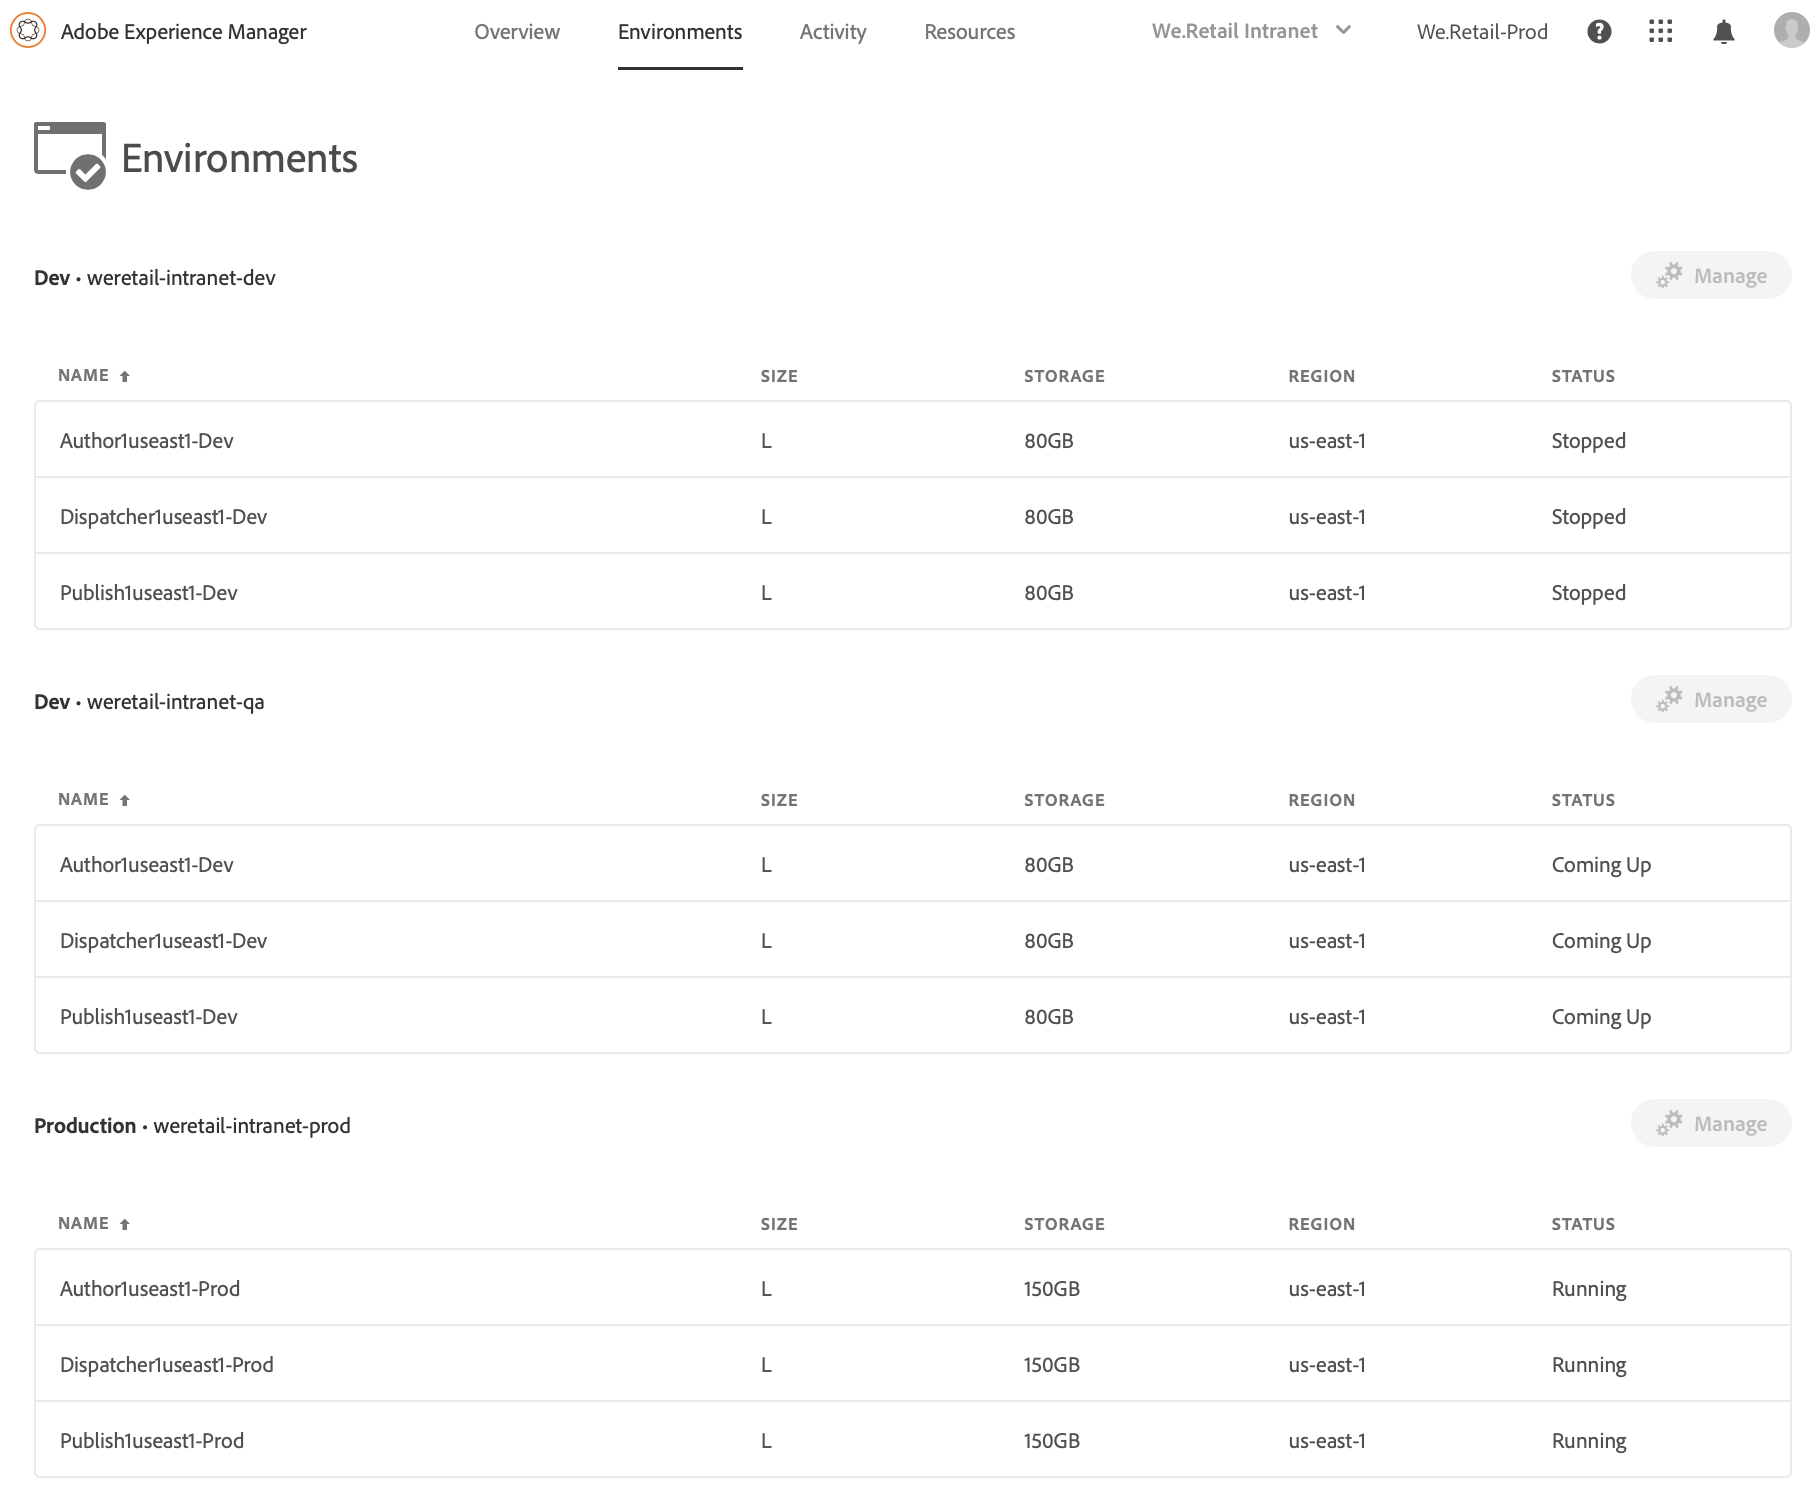 Adobe Experience Manager Overview Environments Activity Resources We.Retail Intranet We.Retail-Prod
Environments
Dev • weretail-intranet-dev Manage
NAME SIZE STORAGE REGION STATUS
Author1useast1-Dev L 80GB us-east-1 Stopped
Dispatcher1useast1-Dev L 80GB us-east-1 Stopped
Publish1useast1-Dev L 80GB us-east-1 Stopped
Dev • weretail-intranet-qa Manage
NAME SIZE STORAGE REGION STATUS
Author1useast1-Dev L 80GB us-east-1 Coming Up
Dispatcher1useast1-Dev L 80GB us-east-1 Coming Up
Publish1useast1-Dev L 80GB us-east-1 Coming Up
Production • weretail-intranet-prod Manage
NAME SIZE STORAGE REGION STATUS
Author1useast1-Prod L 150GB us-east-1 Running
Dispatcher1useast1-Prod L 150GB us-east-1 Running
Publish1useast1-Prod L 150GB us-east-1 Running